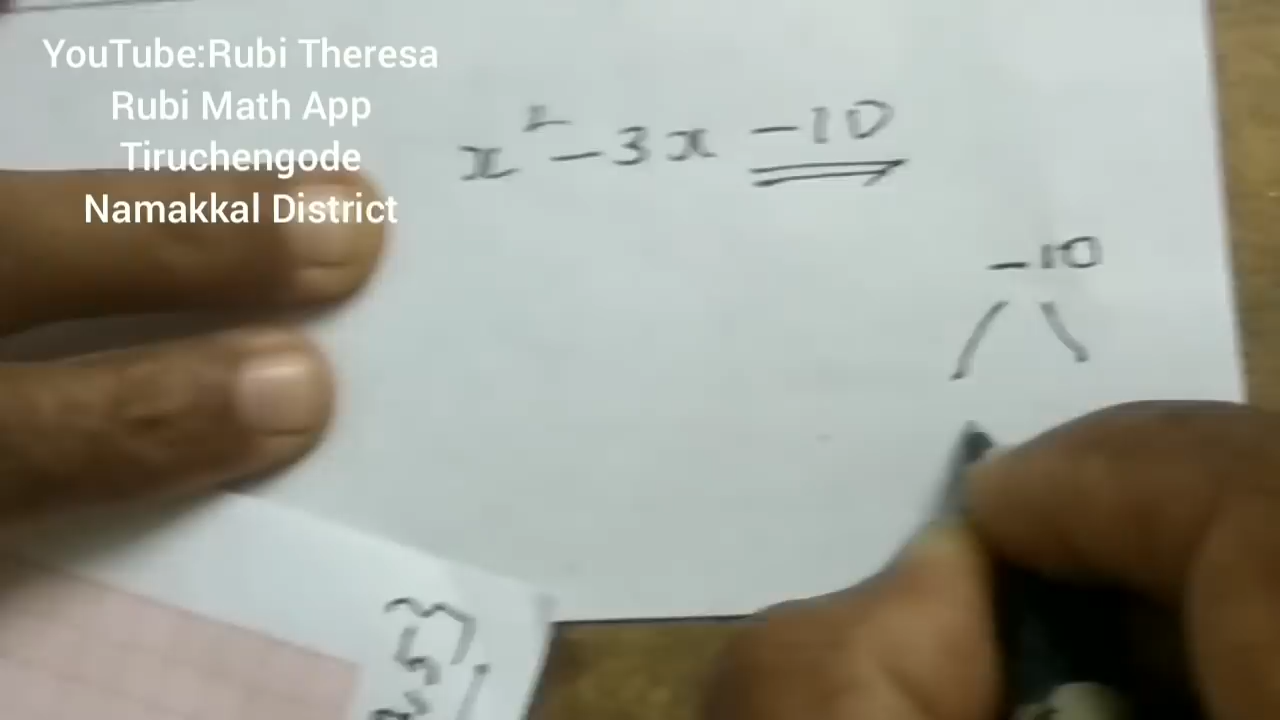 YouTube:Rubi Theresa
Rubi Math App
Tiruchengode
Namakkal District
x² - 3x - 10
-10